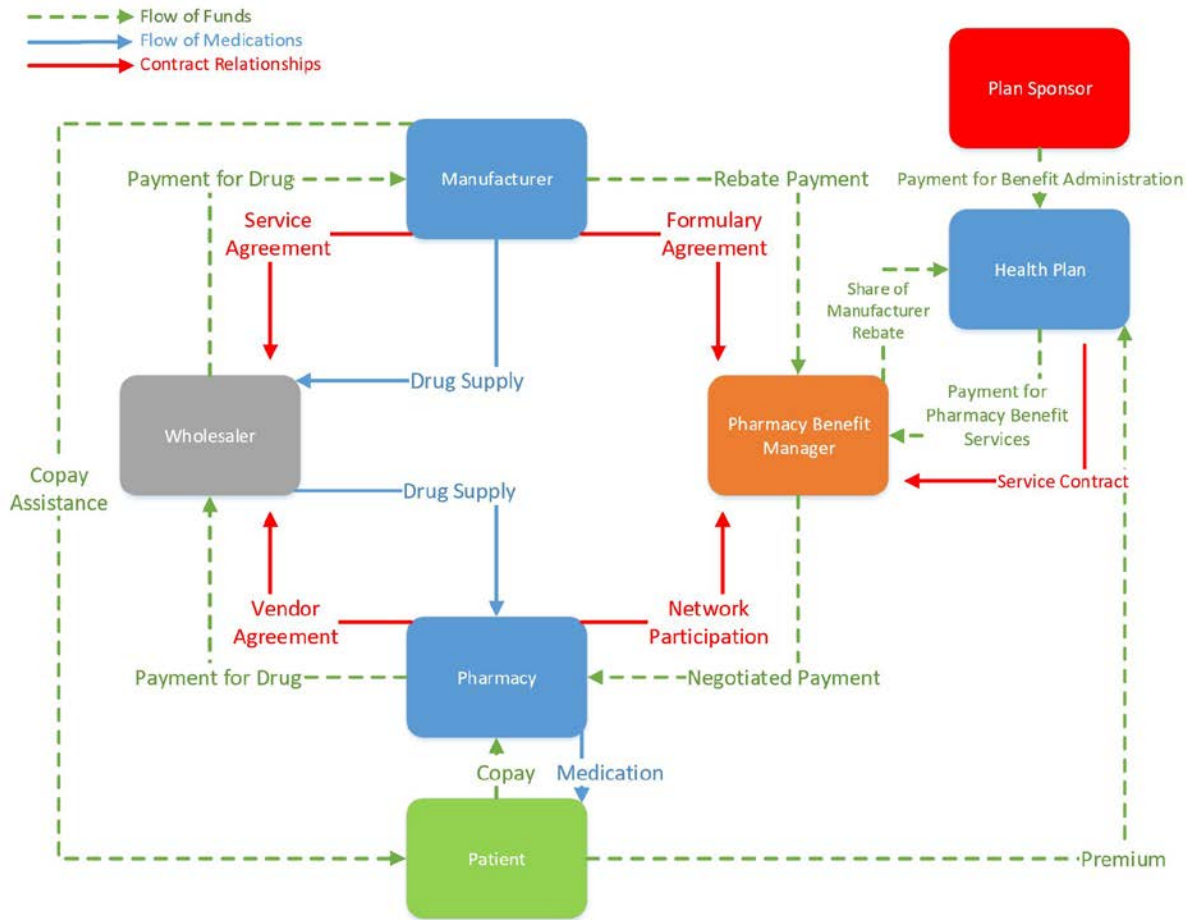 Flow of Funds
Flow of Medications
Contract Relationships
Plan Sponsor
Manufacturer
Payment for Drug
Rebate Payment
Payment for Benefit Administration
Service
Agreement
Formulary
Agreement
Health Plan
Share of
Manufacturer
Rebate
Drug Supply
Wholesaler
Pharmacy Benefit
Manager
Payment for
Pharmacy Benefit
Services
Copay
Assistance
Drug Supply
Service Contract
Vendor
Agreement
Network
Participation
Payment for Drug
Pharmacy
Negotiated Payment
Copay
Medication
Patient
Premium